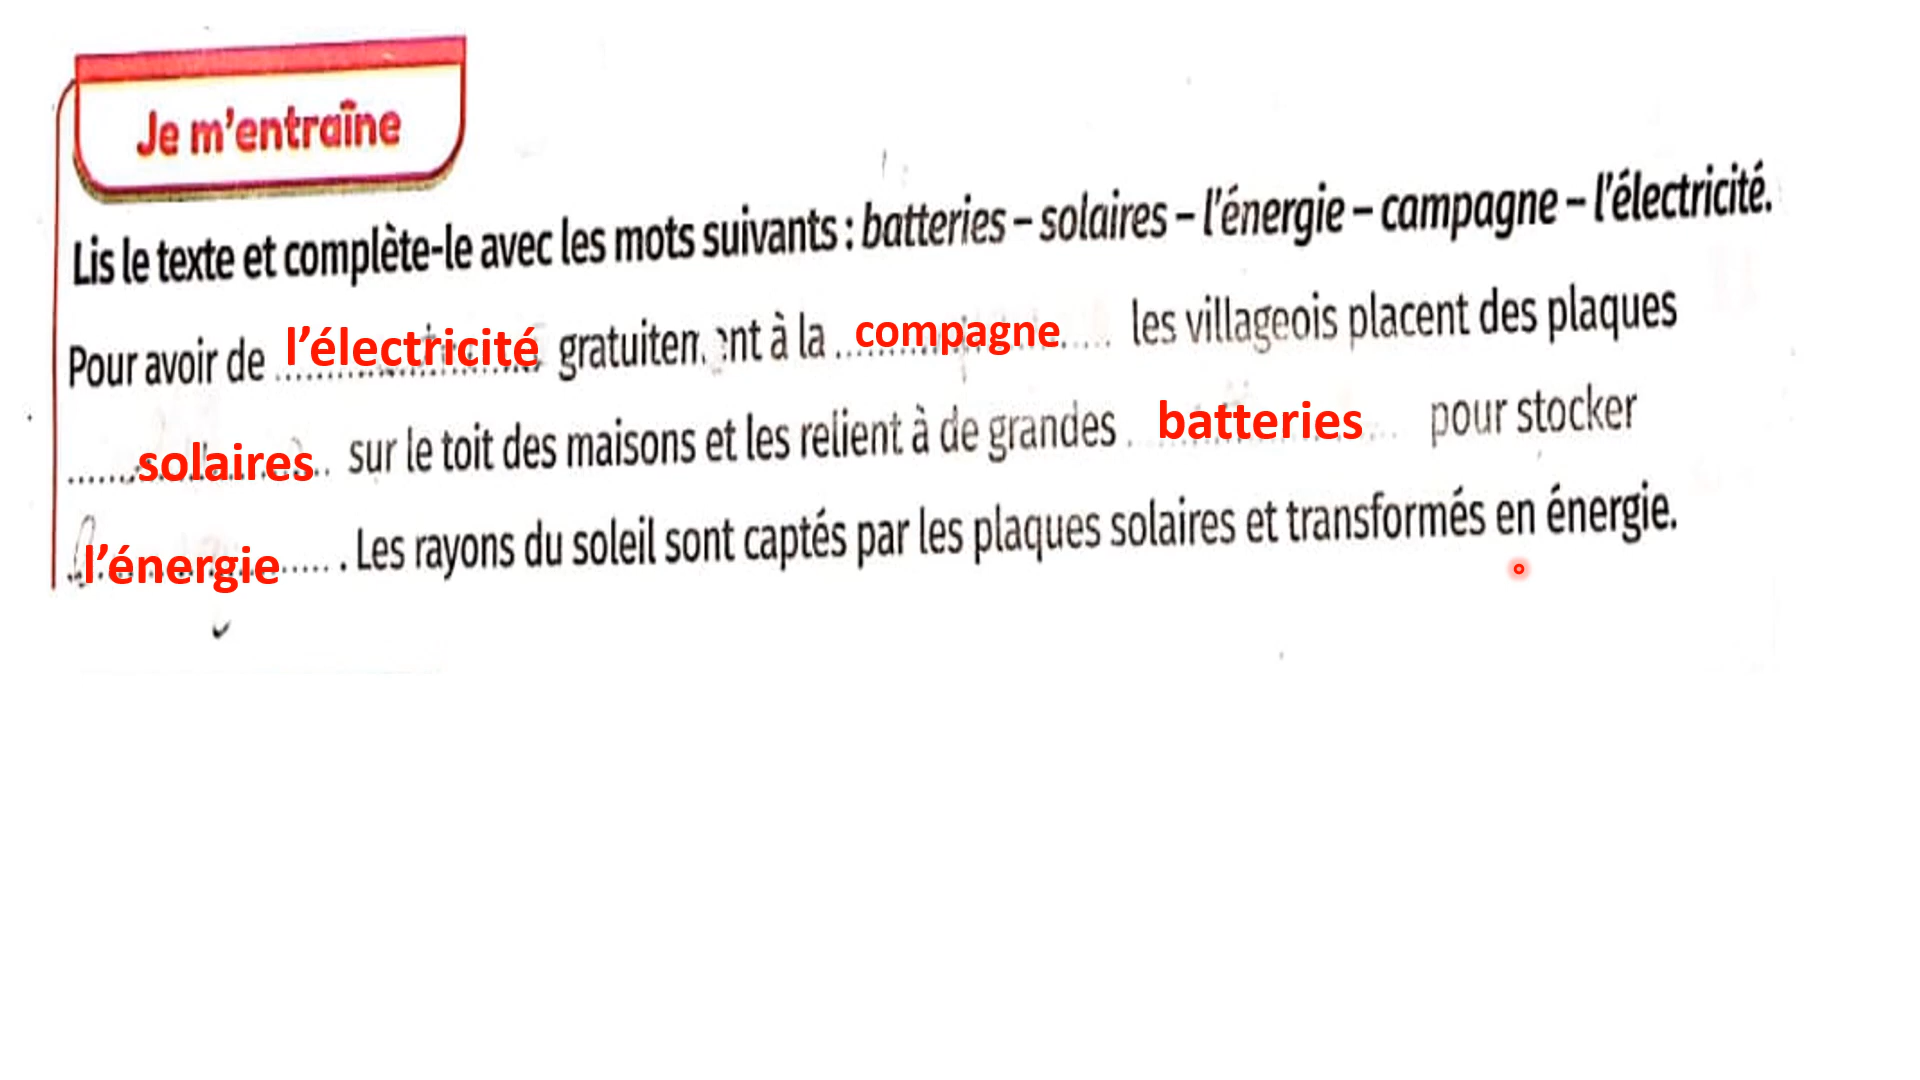 Je m'entraîne
Lis le texte et complète-le avec les mots suivants : batteries – solaires – l'énergie – campagne – l'électricité.
Pour avoir de l'électricité gratuitement à la compagne les villageois placent des plaques
solaires sur le toit des maisons et les relient à de grandes batteries pour stocker
l'énergie. Les rayons du soleil sont captés par les plaques solaires et transformés en énergie.